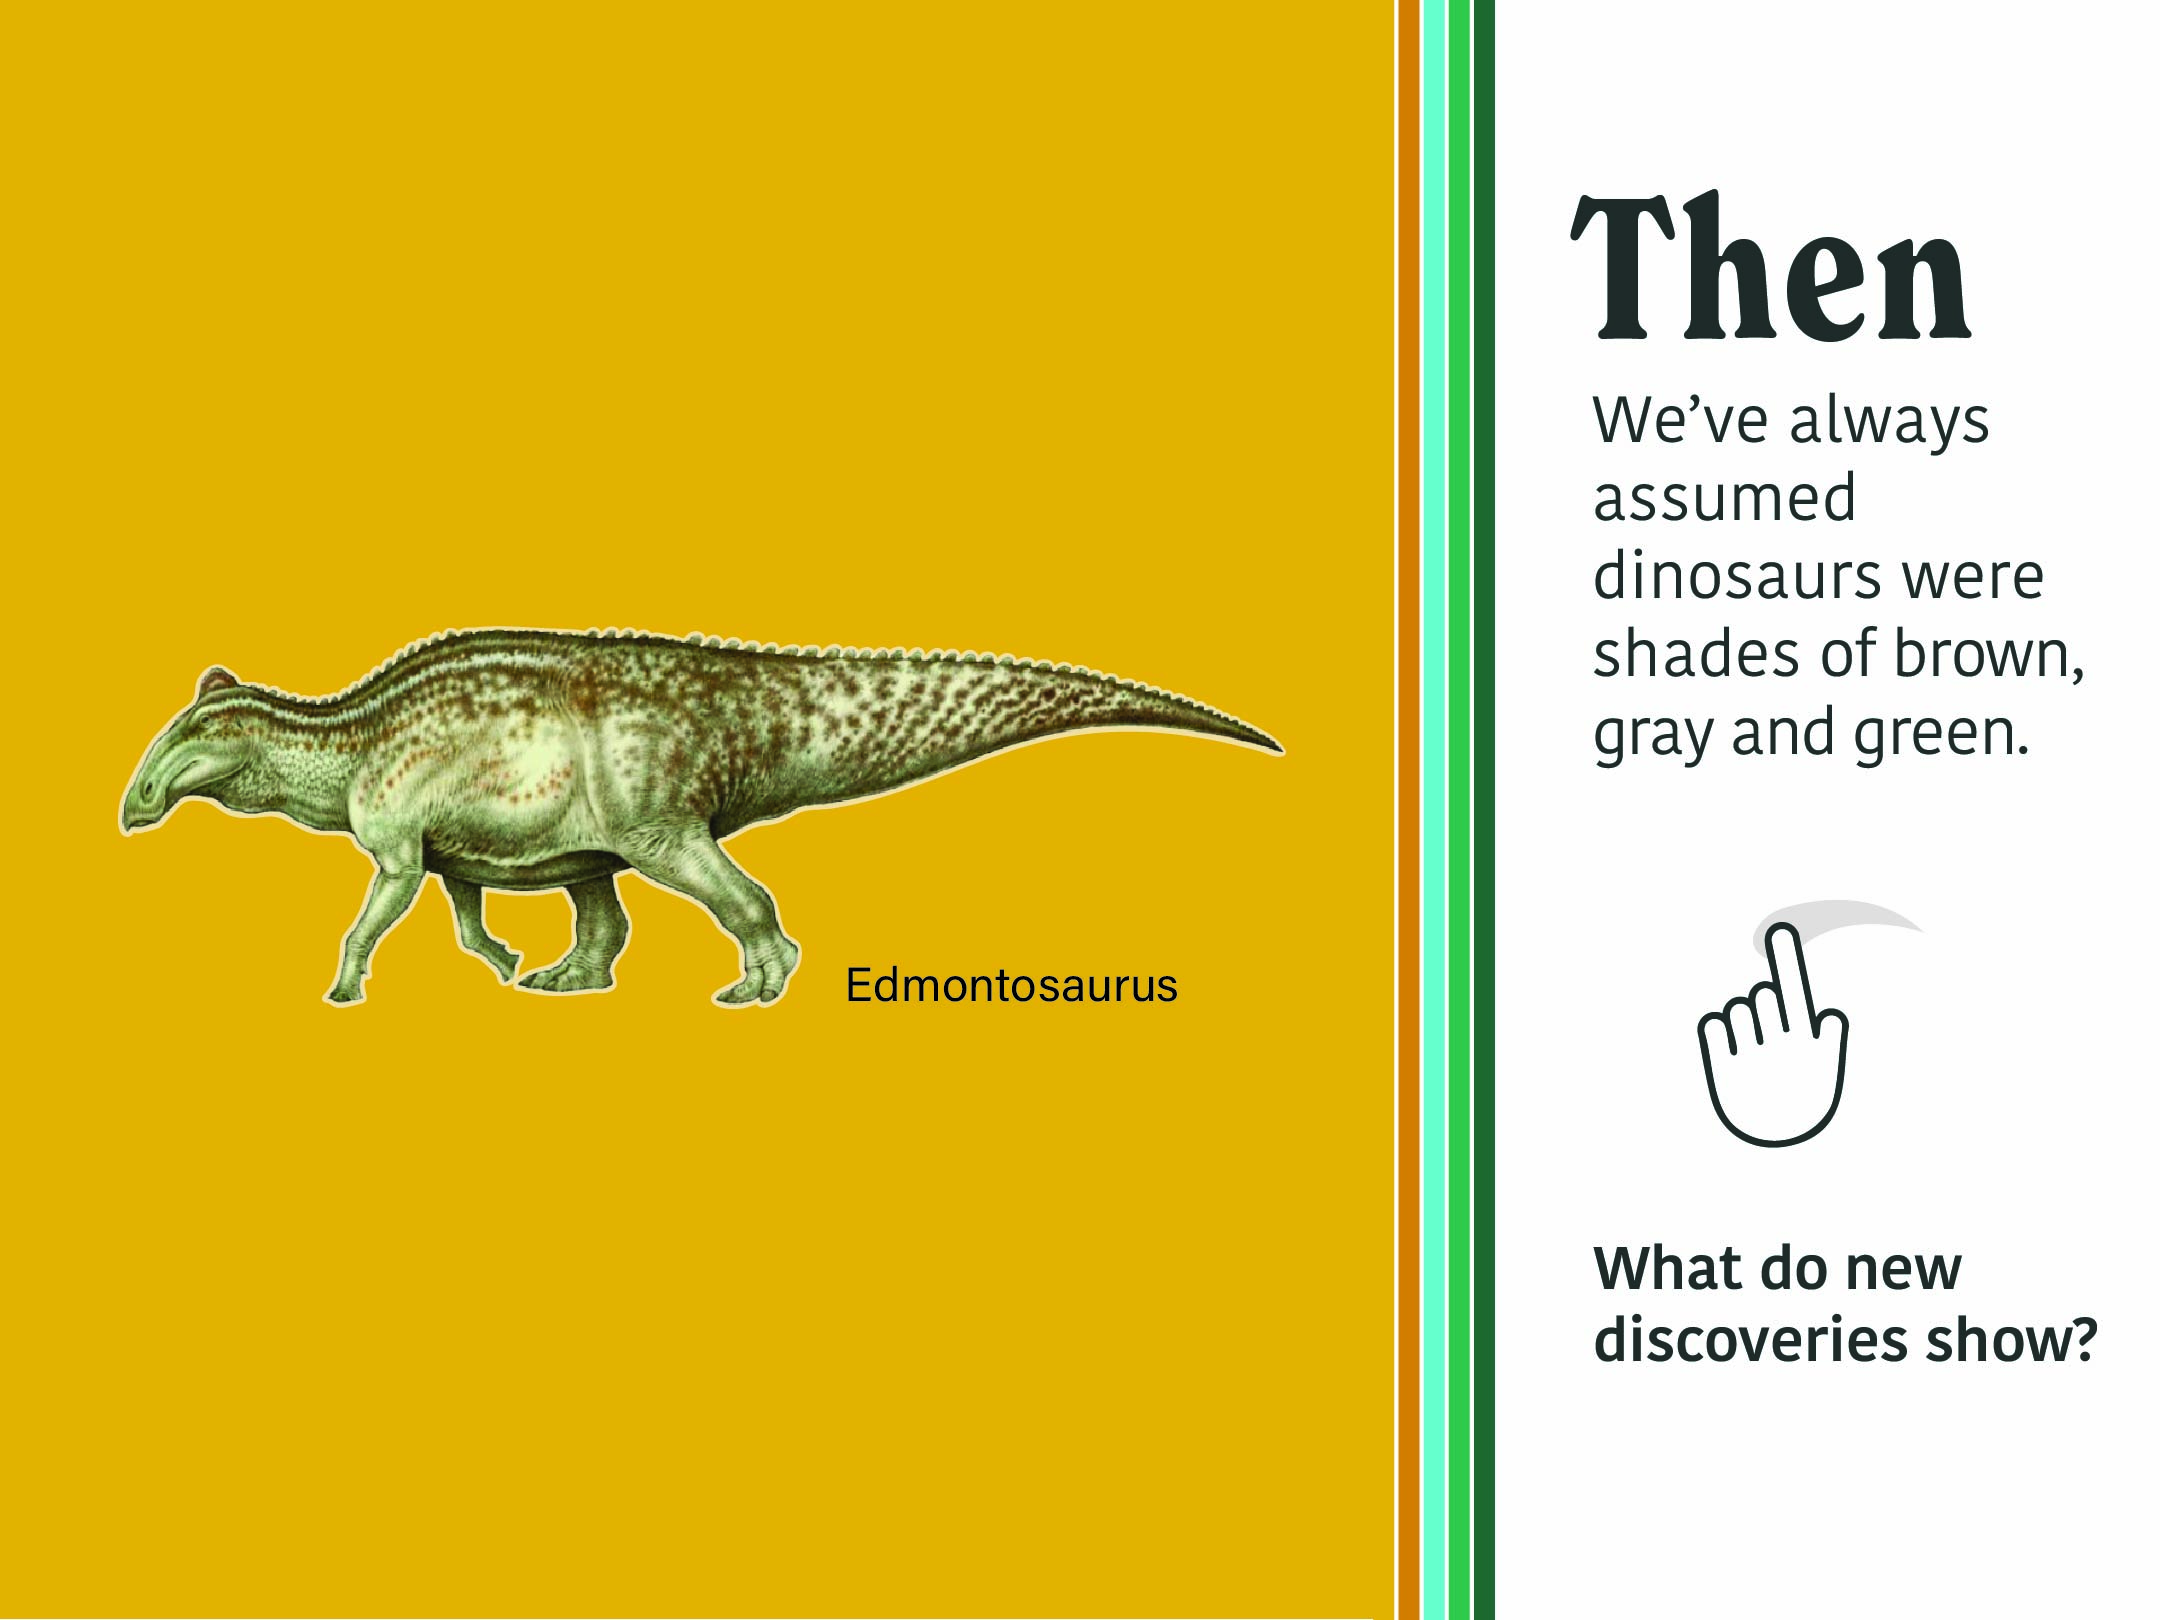 Then
We’ve always
assumed
dinosaurs were
shades of brown,
gray and green.
Edmontosaurus
What do new
discoveries show?